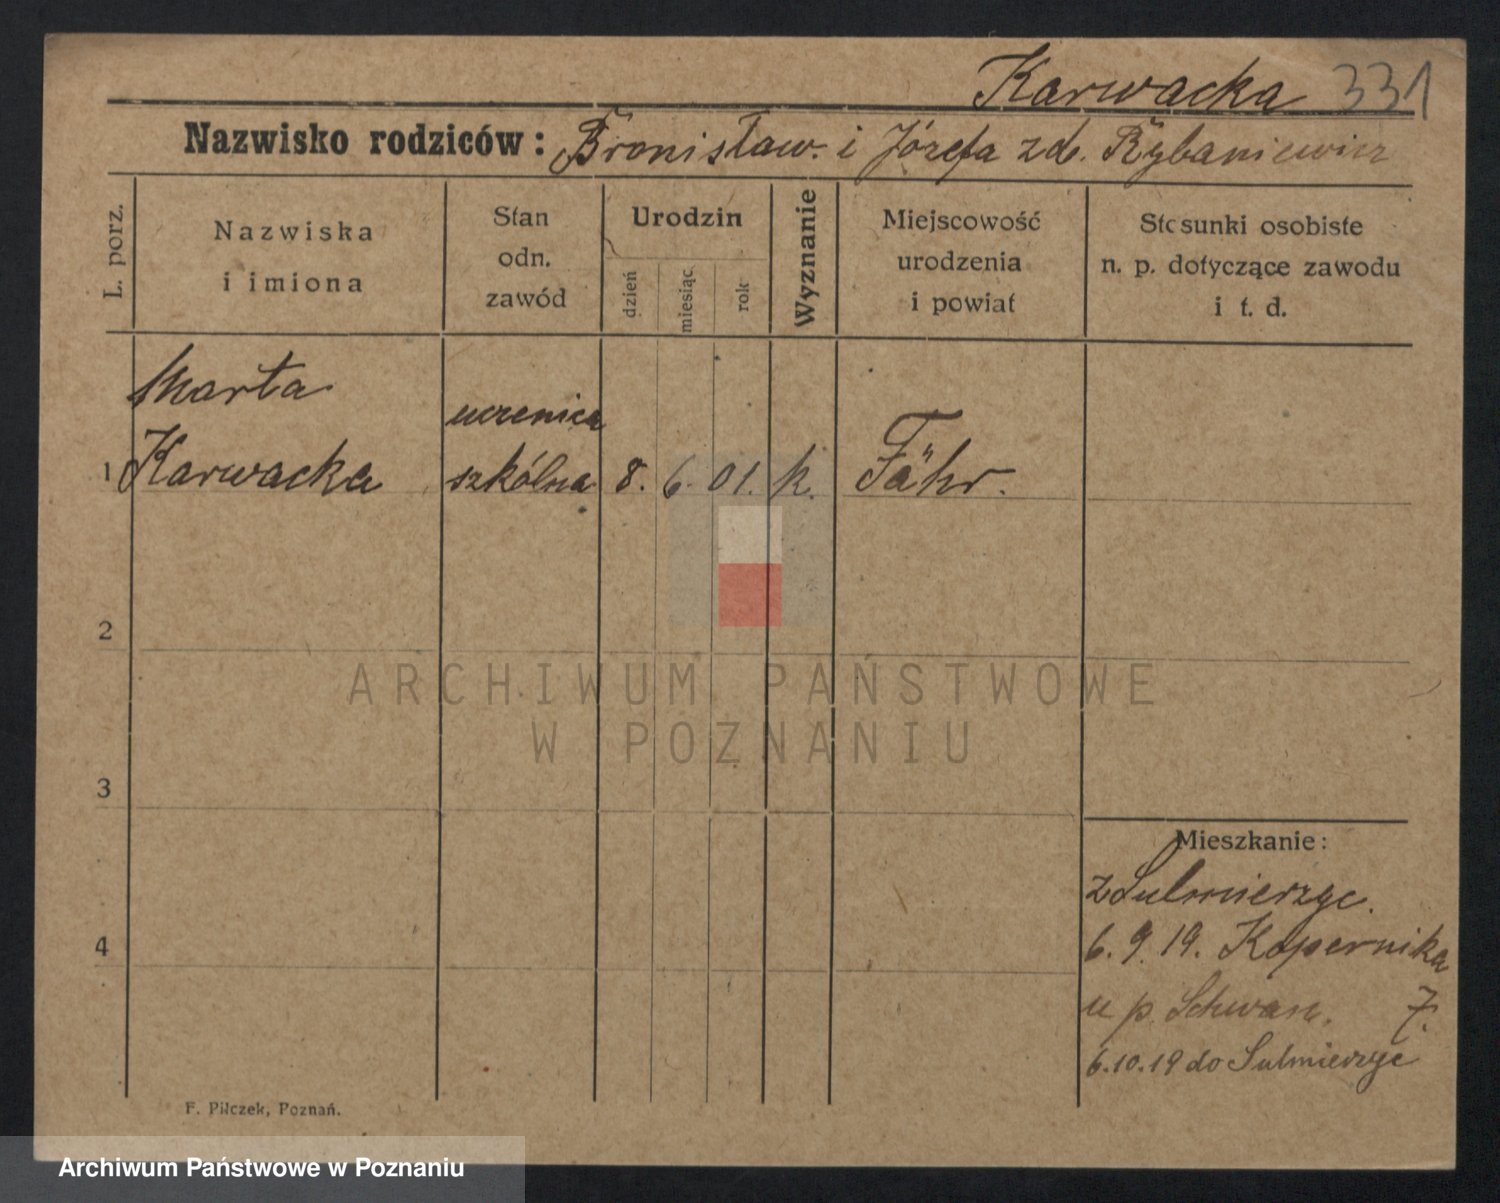 Karwacka 331
Nazwisko rodziców: Bronisław. i Józefa zd. Rybaniewicz
L. porz.
Nazwiska
i imiona
Stan
odn.
zawód
Urodzin
dzień
miesiąc
rok
Wyznanie
Miejscowość
urodzenia
i powiat
Stosunki osobiste
n. p. dotyczące zawodu
i t. d.
Marta
uczenica
1 Karwacka szkólna 8. 6. 01. k. Fähr.
2
ARCHIWUM PAŃSTWOWE
W POZNANIU
3
Mieszkanie:
z Sulmierzyc.
4
6. 9. 19. Kopernika
u p. Schwan. 7.
6.10.19 do Sulmierzyc
F. Pilczek, Poznań.
Archiwum Państwowe w Poznaniu